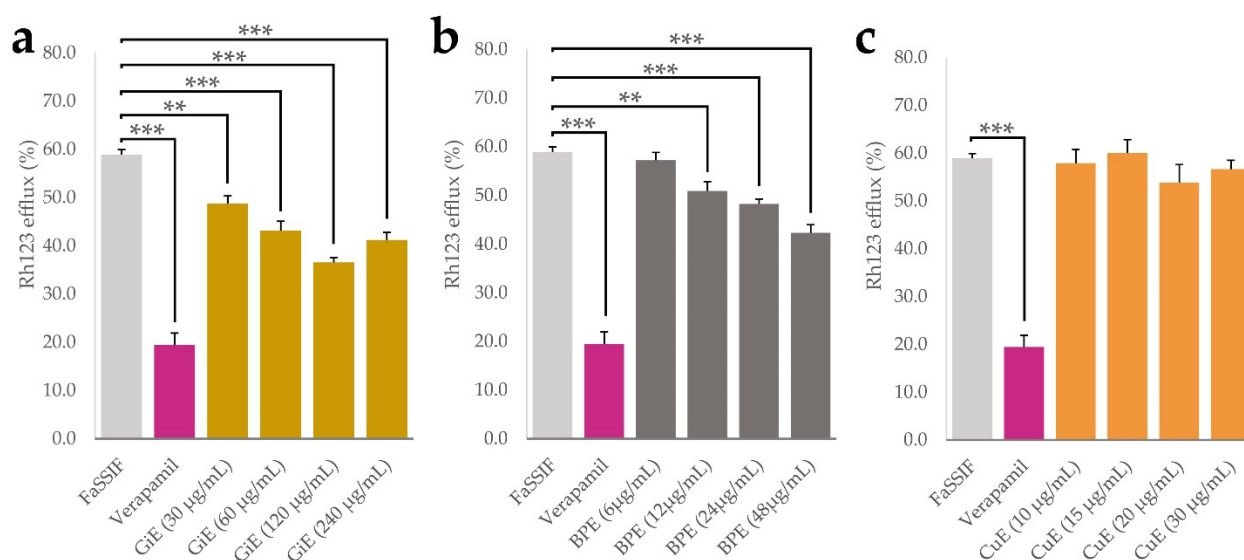 a
Rh123 efflux (%)
80.0
70.0
60.0
50.0
40.0
30.0
20.0
10.0
0.0
***
***
***
**
***
FaSSIF
Verapamil
GiE (30 µg/mL)
GiE (60 µg/mL)
GiE (120 µg/mL)
GiE (240 µg/mL)
b
Rh123 efflux (%)
80.0
70.0
60.0
50.0
40.0
30.0
20.0
10.0
0.0
***
***
**
***
FaSSIF
Verapamil
BPE (6µg/mL)
BPE (12µg/mL)
BPE (24µg/mL)
BPE (48µg/mL)
c
Rh123 efflux (%)
80.0
70.0
60.0
50.0
40.0
30.0
20.0
10.0
0.0
***
FaSSIF
Verapamil
CuE (10 µg/mL)
CuE (15 µg/mL)
CuE (20 µg/mL)
CuE (30 µg/mL)